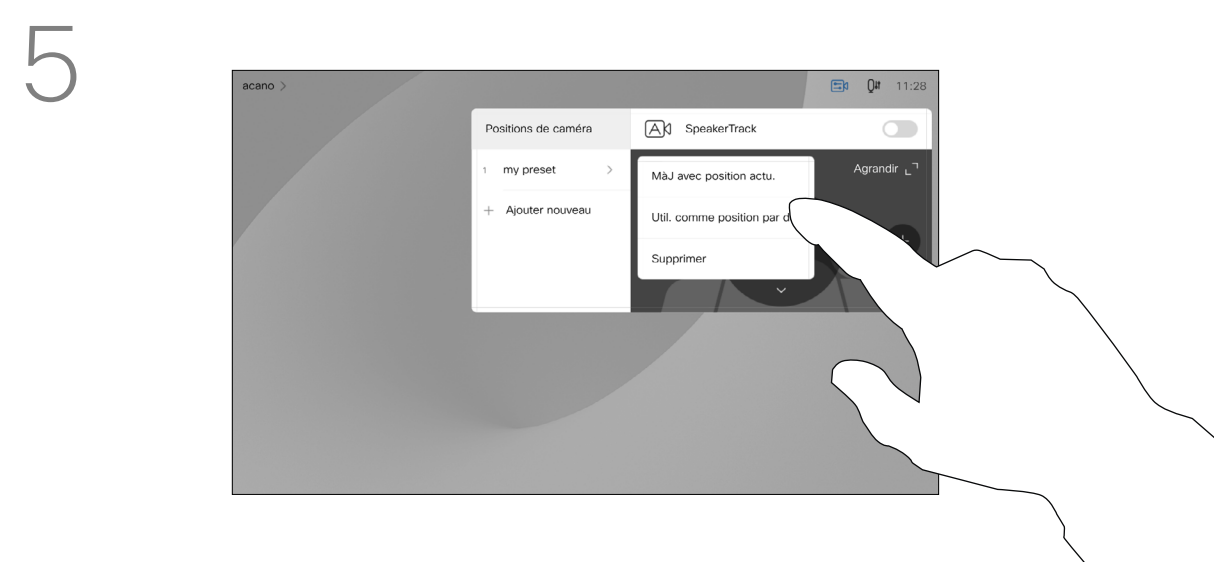 5
acano >
11:28
Positions de caméra
SpeakerTrack
1 my preset >
MàJ avec position actu.
Agrandir
+ Ajouter nouveau
Util. comme position par d
Supprimer